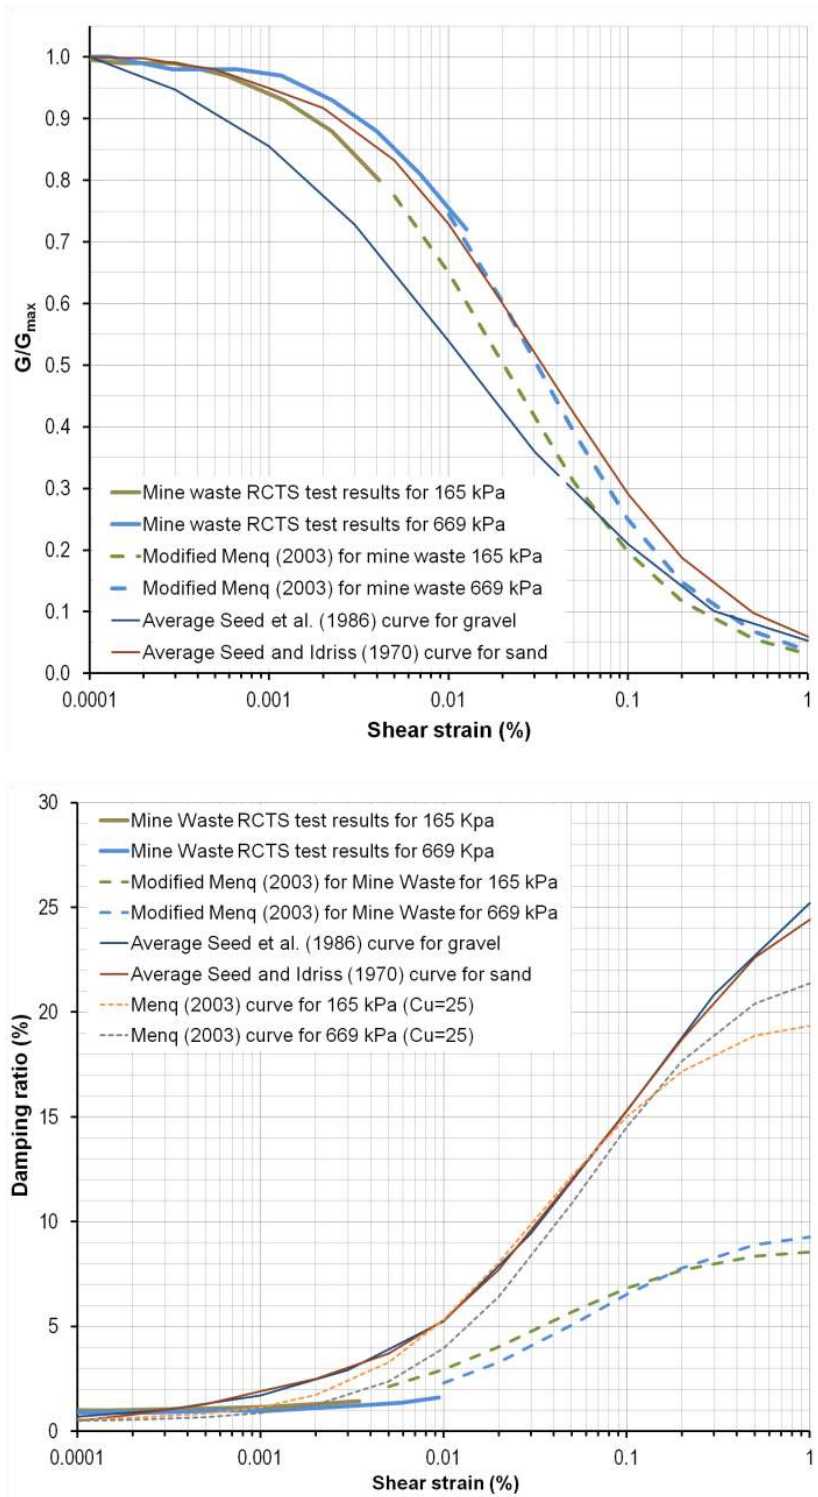 1.0
0.9
0.8
0.7
0.6
0.5
0.4
0.3
0.2
0.1
0.0
G/Gmax
Mine waste RCTS test results for 165 kPa
Mine waste RCTS test results for 669 kPa
Modified Menq (2003) for mine waste 165 kPa
Modified Menq (2003) for mine waste 669 kPa
Average Seed et al. (1986) curve for gravel
Average Seed and Idriss (1970) curve for sand
0.0001 0.001 0.01 0.1 1
Shear strain (%)
30
25
20
15
10
5
0
Damping ratio (%)
Mine Waste RCTS test results for 165 Kpa
Mine Waste RCTS test results for 669 Kpa
Modified Menq (2003) for Mine Waste for 165 kPa
Modified Menq (2003) for Mine Waste for 669 kPa
Average Seed et al. (1986) curve for gravel
Average Seed and Idriss (1970) curve for sand
Menq (2003) curve for 165 kPa (Cu=25)
Menq (2003) curve for 669 kPa (Cu=25)
0.0001 0.001 0.01 0.1 1
Shear strain (%)